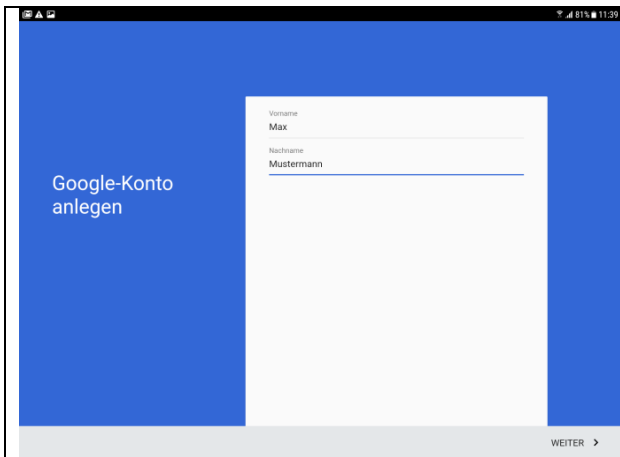 81% 11:39
Vorname
Max
Nachname
Mustermann
Google-Konto
anlegen
WEITER